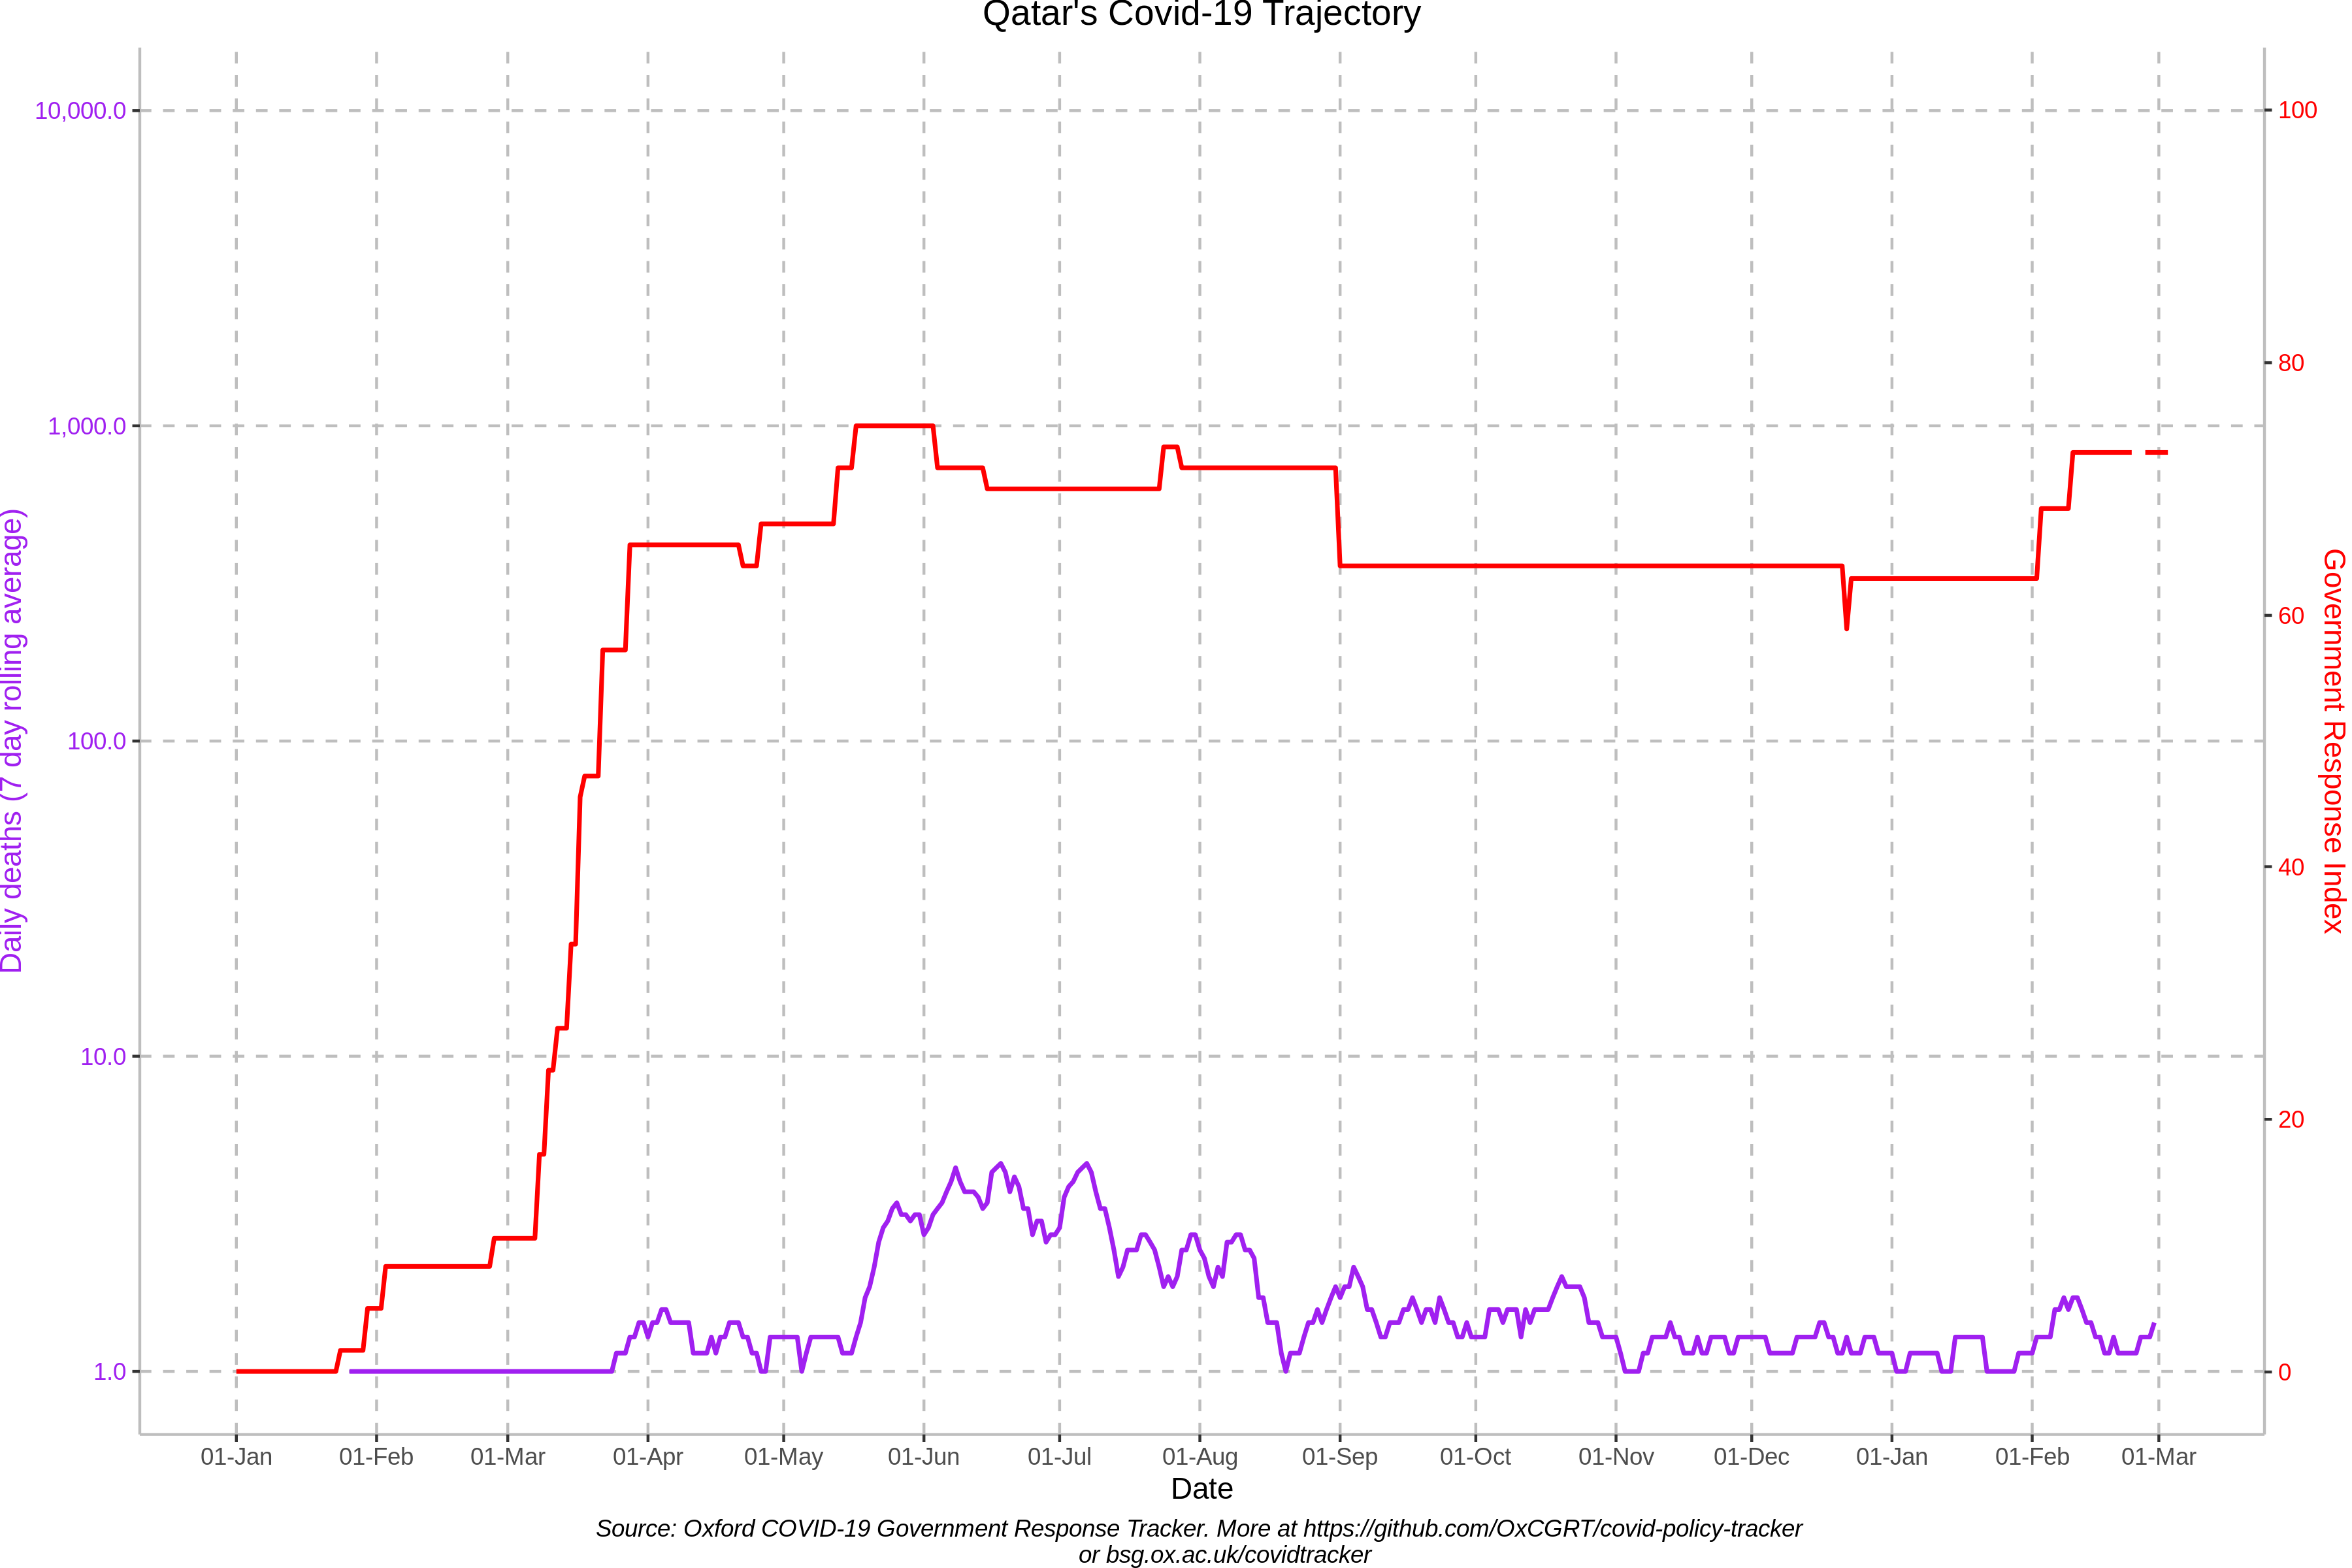 Qatar's Covid-19 Trajectory
10,000.0
1,000.0
100.0
10.0
1.0
Daily deaths (7 day rolling average)
100
80
60
40
20
0
Government Response Index
01-Jan 01-Feb 01-Mar 01-Apr 01-May 01-Jun 01-Jul 01-Aug 01-Sep 01-Oct 01-Nov 01-Dec 01-Jan 01-Feb 01-Mar
Date
Source: Oxford COVID-19 Government Response Tracker. More at https://github.com/OxCGRT/covid-policy-tracker
or bsg.ox.ac.uk/covidtracker